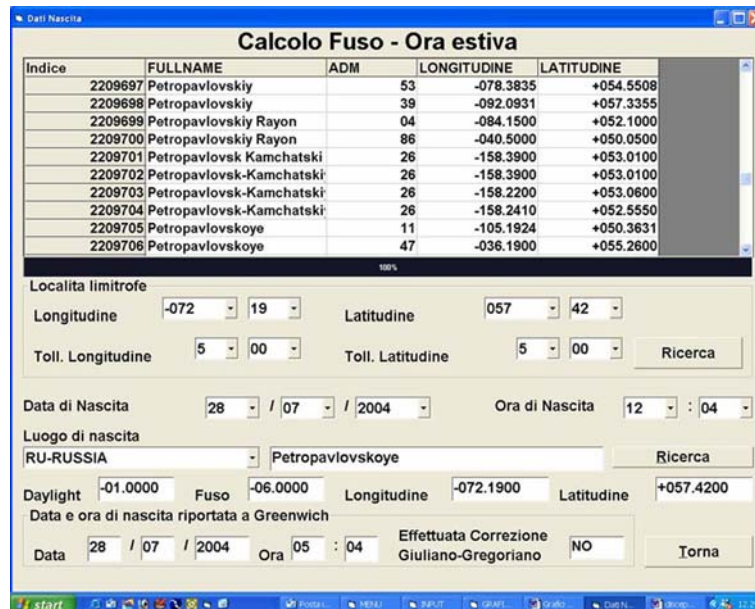 Dati Nascita
Calcolo Fuso - Ora estiva
Indice FULLNAME ADM LONGITUDINE LATITUDINE
2209697 Petropavlovskiy 53 -078.3835 +054.5508
2209698 Petropavlovskiy 39 -092.0931 +057.3355
2209699 Petropavlovskiy Rayon 04 -084.1500 +052.1000
2209700 Petropavlovskiy Rayon 86 -040.5000 +050.0500
2209701 Petropavlovsk Kamchatski 26 -158.3900 +053.0100
2209702 Petropavlovsk-Kamchatski 26 -158.3900 +053.0100
2209703 Petropavlovsk-Kamchatski 26 -158.2200 +053.0600
2209704 Petropavlovsk-Kamchatski 26 -158.2410 +052.5550
2209705 Petropavlovskoye 11 -105.1924 +050.3631
2209706 Petropavlovskoye 47 -036.1900 +055.2600
100%
Localita limitrofe
Longitudine -072 19 Latitudine 057 42
Toll. Longitudine 5 00 Toll. Latitudine 5 00 Ricerca
Data di Nascita 28 / 07 / 2004 Ora di Nascita 12 : 04
Luogo di nascita
RU-RUSSIA Petropavlovskoye Ricerca
Daylight -01.0000 Fuso -06.0000 Longitudine -072.1900 Latitudine +057.4200
Data e ora di nascita riportata a Greenwich
Data 28 / 07 / 2004 Ora 05 : 04 Effettuata Correzione Giuliano-Gregoriano NO Torna
start Posta i... MENU INPUT GRAFI... Grafici ... Dati N...